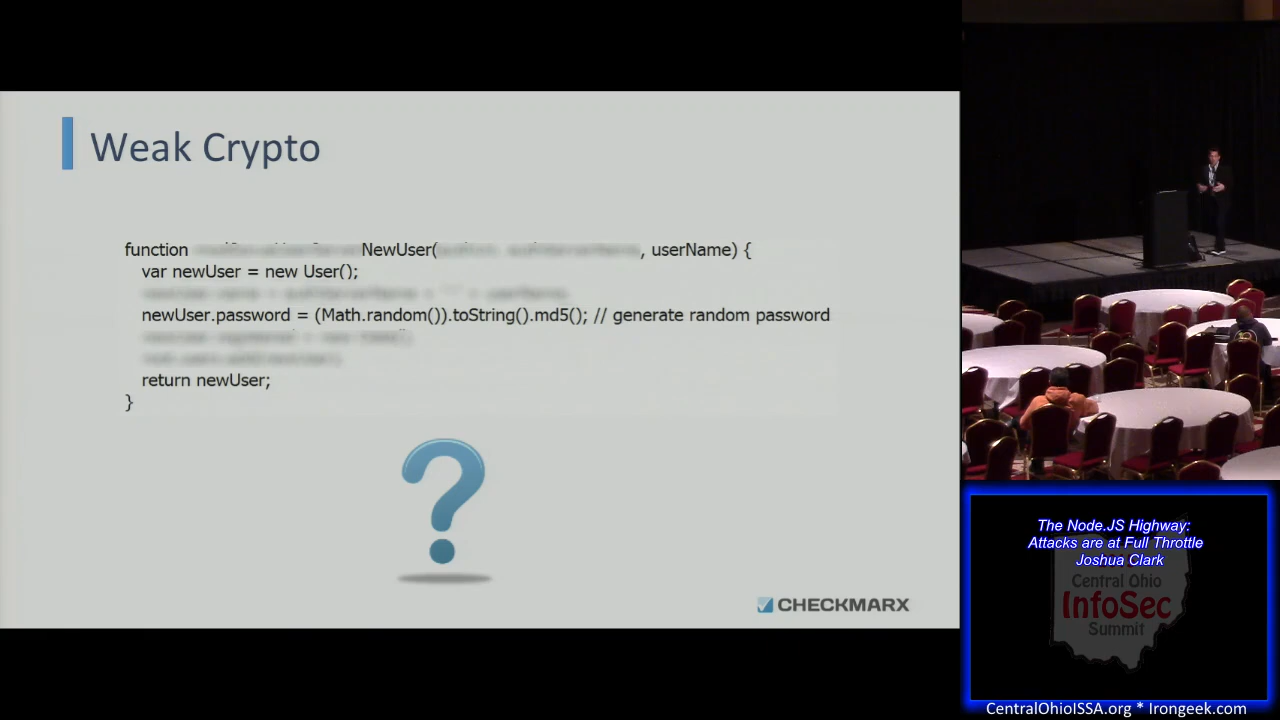 Weak Crypto
function NewUser( , userName) {
var newUser = new User();
newUser.password = (Math.random()).toString().md5(); // generate random password
return newUser;
}
CHECKMARX
The Node.JS Highway:
Attacks are at Full Throttle
Joshua Clark
Central Ohio
InfoSec
Summit
CentralOhioISSA.org * Irongeek.com